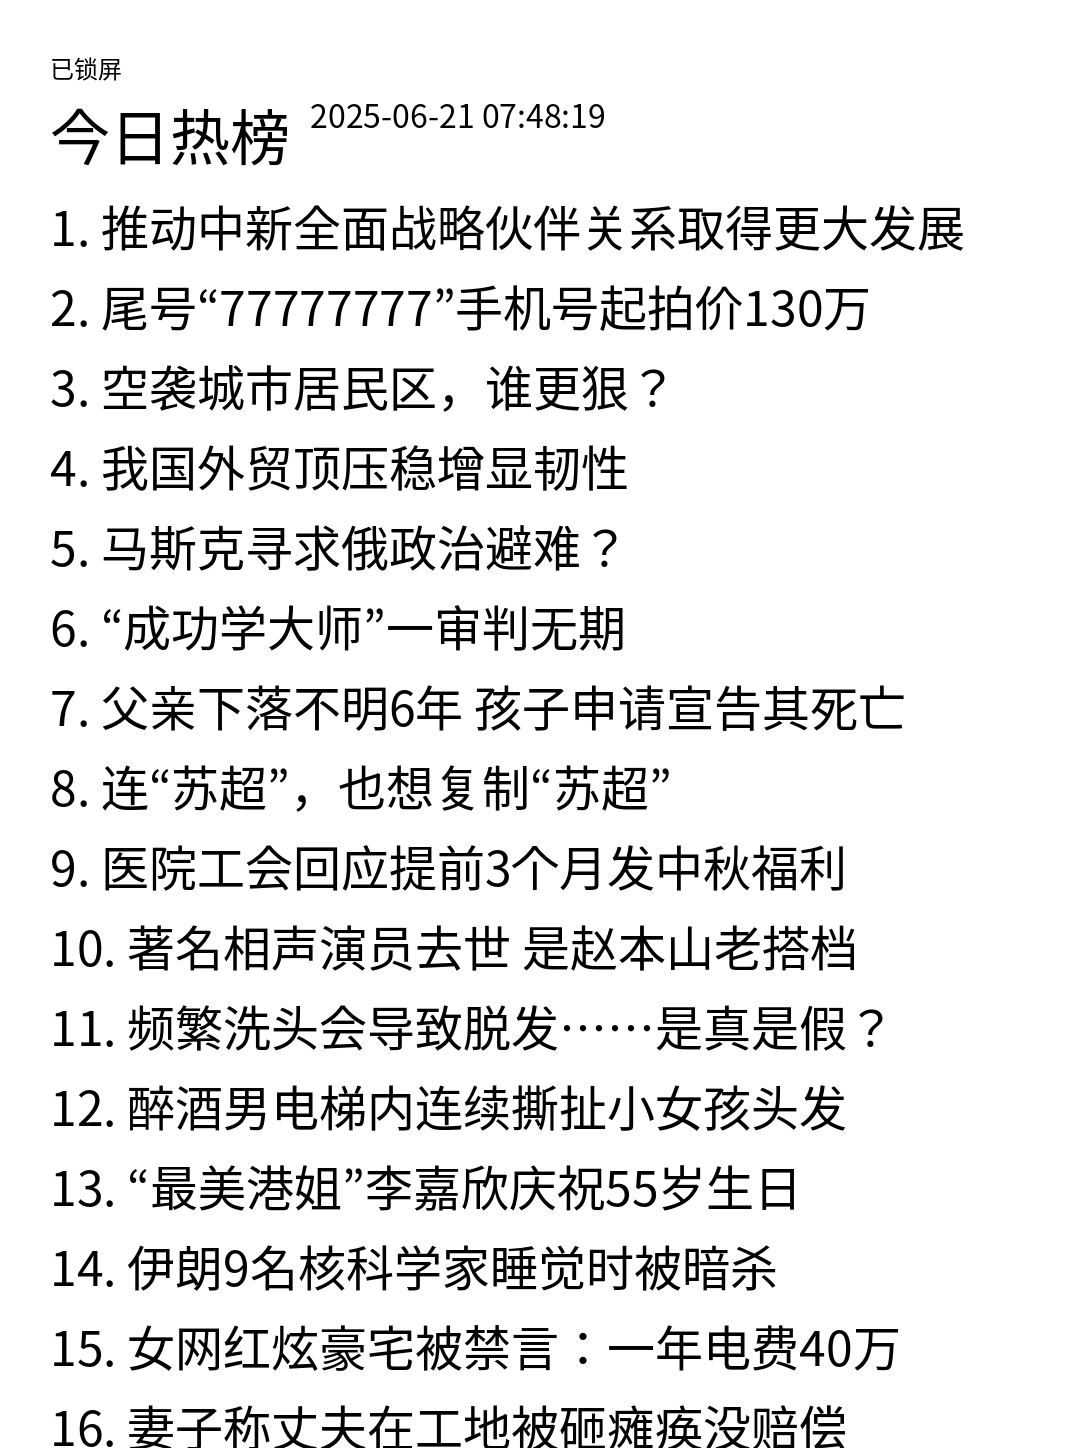 已锁屏
今日热榜 2025-06-21 07:48:19
1. 推动中新全面战略伙伴关系取得更大发展
2. 尾号“77777777”手机号起拍价130万
3. 空袭城市居民区，谁更狠？
4. 我国外贸顶压稳增显韧性
5. 马斯克寻求俄政治避难？
6. “成功学大师”一审判无期
7. 父亲下落不明6年 孩子申请宣告其死亡
8. 连“苏超”，也想复制“苏超”
9. 医院工会回应提前3个月发中秋福利
10. 著名相声演员去世 是赵本山老搭档
11. 频繁洗头会导致脱发……是真是假？
12. 醉酒男电梯内连续撕扯小女孩头发
13. “最美港姐”李嘉欣庆祝55岁生日
14. 伊朗9名核科学家睡觉时被暗杀
15. 女网红炫豪宅被禁言：一年电费40万
16. 妻子称丈夫在工地被砸瘫痪没赔偿